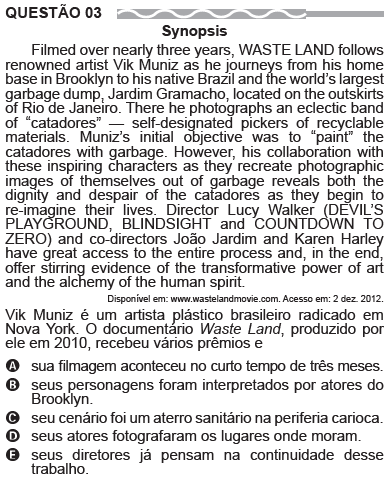 QUESTÃO 03
Synopsis
Filmed over nearly three years, WASTE LAND follows
renowned artist Vik Muniz as he journeys from his home
base in Brooklyn to his native Brazil and the world's largest
garbage dump, Jardim Gramacho, located on the outskirts
of Rio de Janeiro. There he photographs an eclectic band
of “catadores” — self-designated pickers of recyclable
materials. Muniz's initial objective was to “paint” the
catadores with garbage. However, his collaboration with
these inspiring characters as they recreate photographic
images of themselves out of garbage reveals both the
dignity and despair of the catadores as they begin to
re-imagine their lives. Director Lucy Walker (DEVIL'S
PLAYGROUND, BLINDSIGHT and COUNTDOWN TO
ZERO) and co-directors João Jardim and Karen Harley
have great access to the entire process and, in the end,
offer stirring evidence of the transformative power of art
and the alchemy of the human spirit.
Disponível em: www.wastelandmovie.com. Acesso em: 2 dez. 2012.
Vik Muniz é um artista plástico brasileiro radicado em
Nova York. O documentário Waste Land, produzido por
ele em 2010, recebeu vários prêmios e
A sua filmagem aconteceu no curto tempo de três meses.
B seus personagens foram interpretados por atores do
Brooklyn.
C seu cenário foi um aterro sanitário na periferia carioca.
D seus atores fotografaram os lugares onde moram.
E seus diretores já pensam na continuidade desse
trabalho.